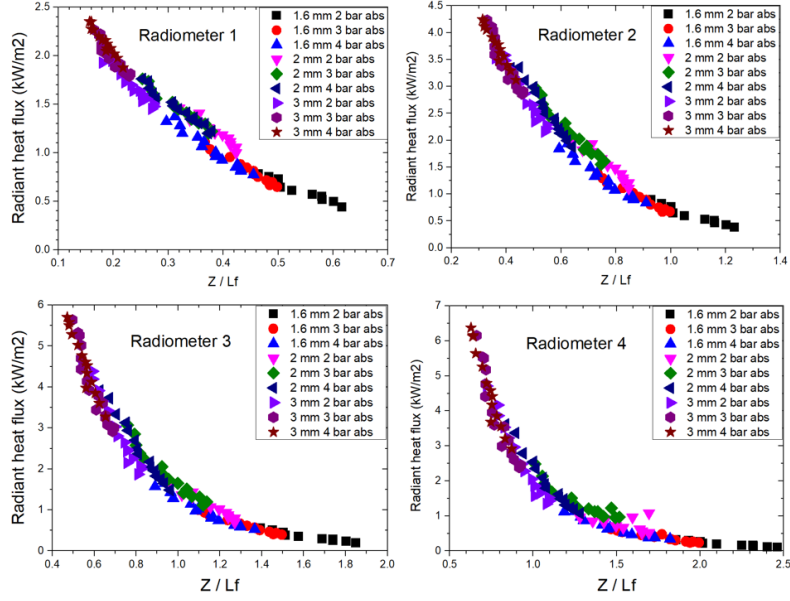 Radiometer 1
1.6 mm 2 bar abs
1.6 mm 3 bar abs
1.6 mm 4 bar abs
2 mm 2 bar abs
2 mm 3 bar abs
2 mm 4 bar abs
3 mm 2 bar abs
3 mm 3 bar abs
3 mm 4 bar abs
Radiant heat flux (kW/m2)
2.5
2.0
1.5
1.0
0.5
0.0
0.1 0.2 0.3 0.4 0.5 0.6 0.7
Z / Lf
Radiometer 2
1.6 mm 2 bar abs
1.6 mm 3 bar abs
1.6 mm 4 bar abs
2 mm 2 bar abs
2 mm 3 bar abs
2 mm 4 bar abs
3 mm 2 bar abs
3 mm 3 bar abs
3 mm 4 bar abs
Radiant heat flux (kW/m2)
4.5
4.0
3.5
3.0
2.5
2.0
1.5
1.0
0.5
0.0
0.2 0.4 0.6 0.8 1.0 1.2 1.4
Z / Lf
Radiometer 3
1.6 mm 2 bar abs
1.6 mm 3 bar abs
1.6 mm 4 bar abs
2 mm 2 bar abs
2 mm 3 bar abs
2 mm 4 bar abs
3 mm 2 bar abs
3 mm 3 bar abs
3 mm 4 bar abs
Radiant heat flux (kW/m2)
6
5
4
3
2
1
0
0.4 0.6 0.8 1.0 1.2 1.4 1.6 1.8 2.0
Z / Lf
Radiometer 4
1.6 mm 2 bar abs
1.6 mm 3 bar abs
1.6 mm 4 bar abs
2 mm 2 bar abs
2 mm 3 bar abs
2 mm 4 bar abs
3 mm 2 bar abs
3 mm 3 bar abs
3 mm 4 bar abs
Radiant heat flux (kW/m2)
7
6
5
4
3
2
1
0
0.5 1.0 1.5 2.0 2.5
Z / Lf